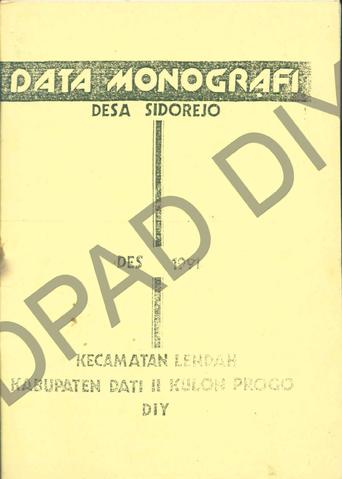 DATA MONOGRAFI
DESA SIDOREJO
DES 1991
KECAMATAN LENDAH
KABUPATEN DATI II KULON PROGO
DIY
DPAD DIY